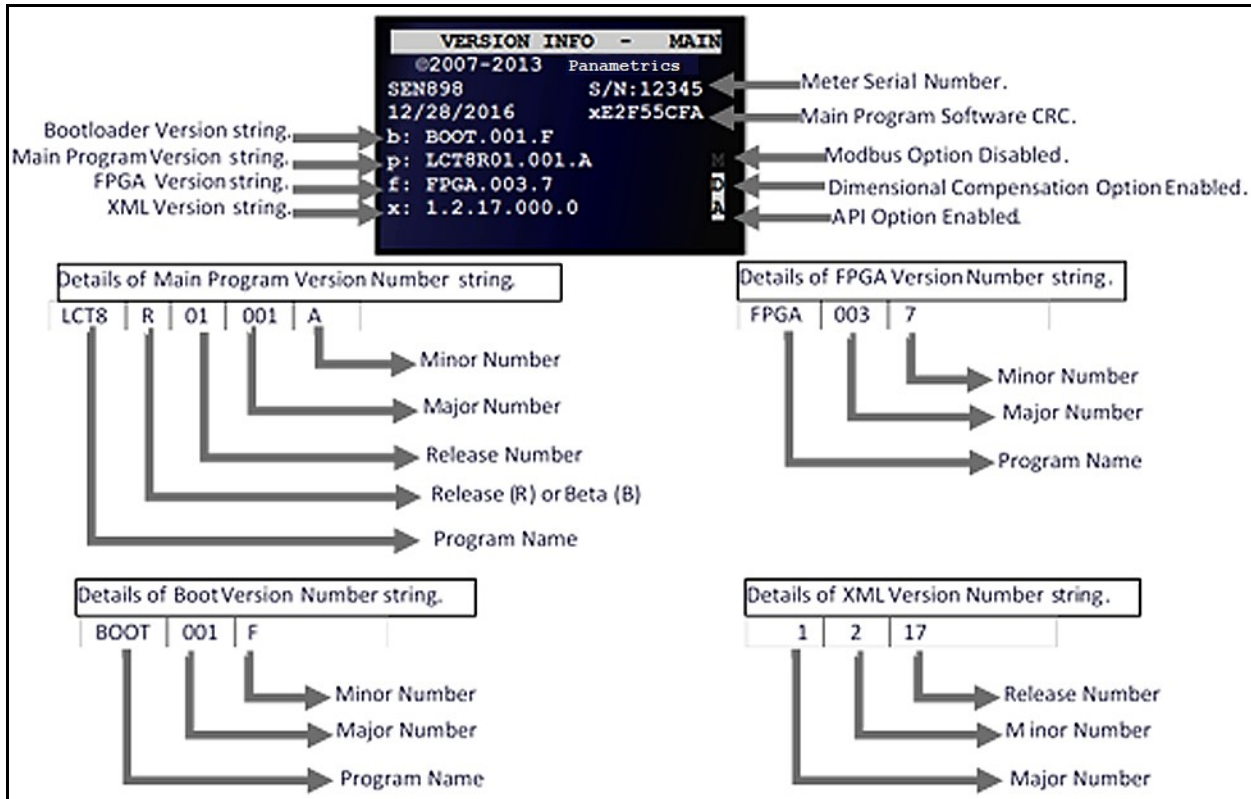 VERSION INFO - MAIN
©2007-2013 Panametrics
SEN898 S/N:12345
12/28/2016 xE2F55CFA
b: BOOT.001.F
p: LCT8R01.001.A M
f: FPGA.003.7 D
x: 1.2.17.000.0 A
Bootloader Version string.
Main Program Version string.
FPGA Version string.
XML Version string.
Meter Serial Number.
Main Program Software CRC.
Modbus Option Disabled.
Dimensional Compensation Option Enabled.
API Option Enabled.
Details of Main Program Version Number string.
LCT8 R 01 001 A
Minor Number
Major Number
Release Number
Release (R) or Beta (B)
Program Name
Details of FPGA Version Number string.
FPGA 003 7
Minor Number
Major Number
Program Name
Details of Boot Version Number string.
BOOT 001 F
Minor Number
Major Number
Program Name
Details of XML Version Number string.
1 2 17
Release Number
Minor Number
Major Number